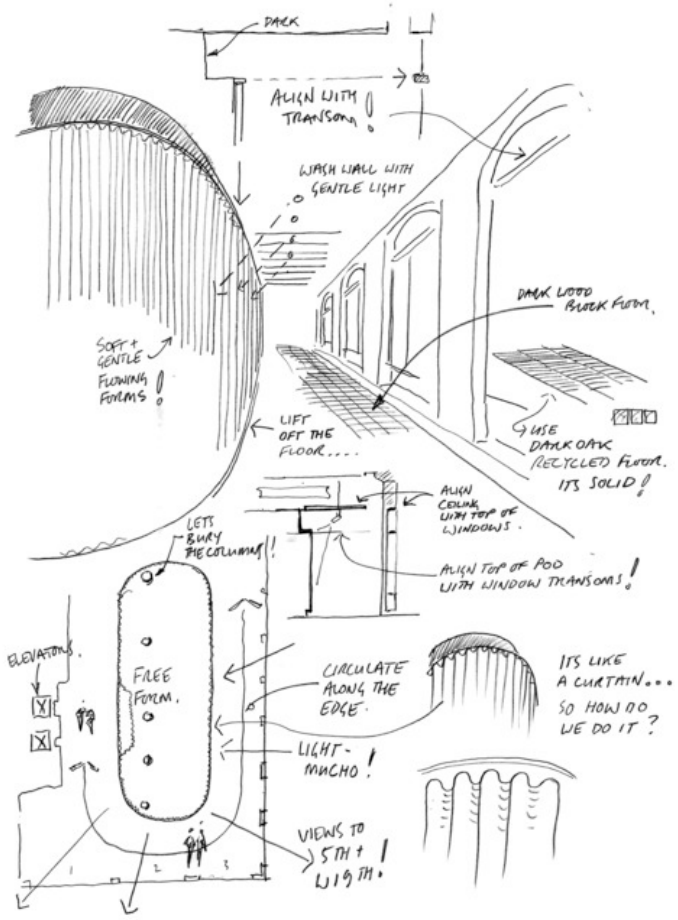 DARK
ALIGN WITH
TRANSOM!
WASH WALL WITH
GENTLE LIGHT
DARK WOOD
BLOCK FLOOR.
SOFT +
GENTLE
FLOWING
FORMS!
LIFT
OFF THE
FLOOR....
USE
DARK OAK
RECYCLED FLOOR.
ITS SOLID!
ALIGN
CEILING
WITH TOP OF
WINDOWS.
LETS
BURY
THE COLUMNS!
ALIGN TOP OF POD
WITH WINDOW TRANSOMS!
ELEVATORS.
FREE
FORM.
CIRCULATE
ALONG THE
EDGE.
ITS LIKE
A CURTAIN...
SO HOW DO
WE DO IT?
LIGHT-
MUCHO!
VIEWS TO
5TH +
W19TH!
1 2 3